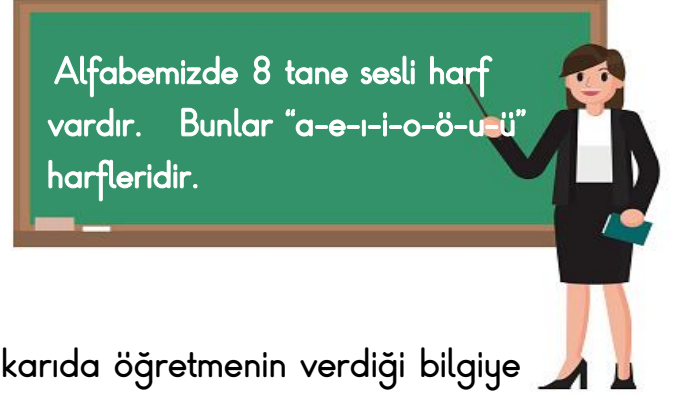 Alfabemizde 8 tane sesli harf
vardır. Bunlar “a-e-ı-i-o-ö-u-ü”
harfleridir.
karıda öğretmenin verdiği bilgiye